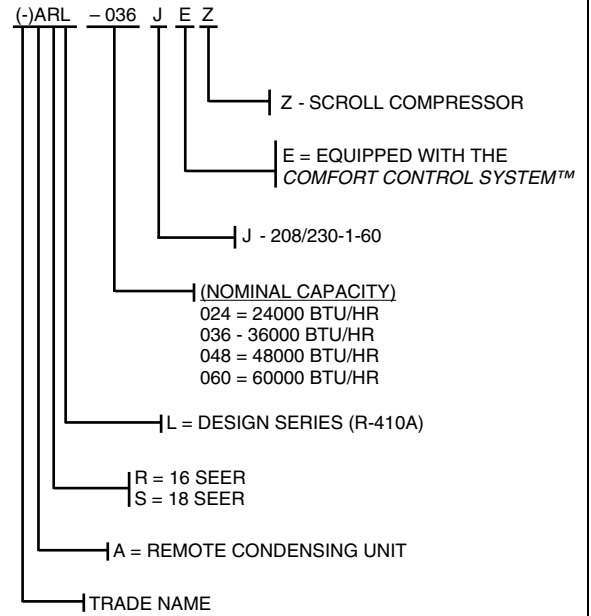 (-)ARL – 036 J E Z
Z - SCROLL COMPRESSOR
E = EQUIPPED WITH THE
COMFORT CONTROL SYSTEM™
J - 208/230-1-60
(NOMINAL CAPACITY)
024 = 24000 BTU/HR
036 - 36000 BTU/HR
048 = 48000 BTU/HR
060 = 60000 BTU/HR
L = DESIGN SERIES (R-410A)
R = 16 SEER
S = 18 SEER
A = REMOTE CONDENSING UNIT
TRADE NAME